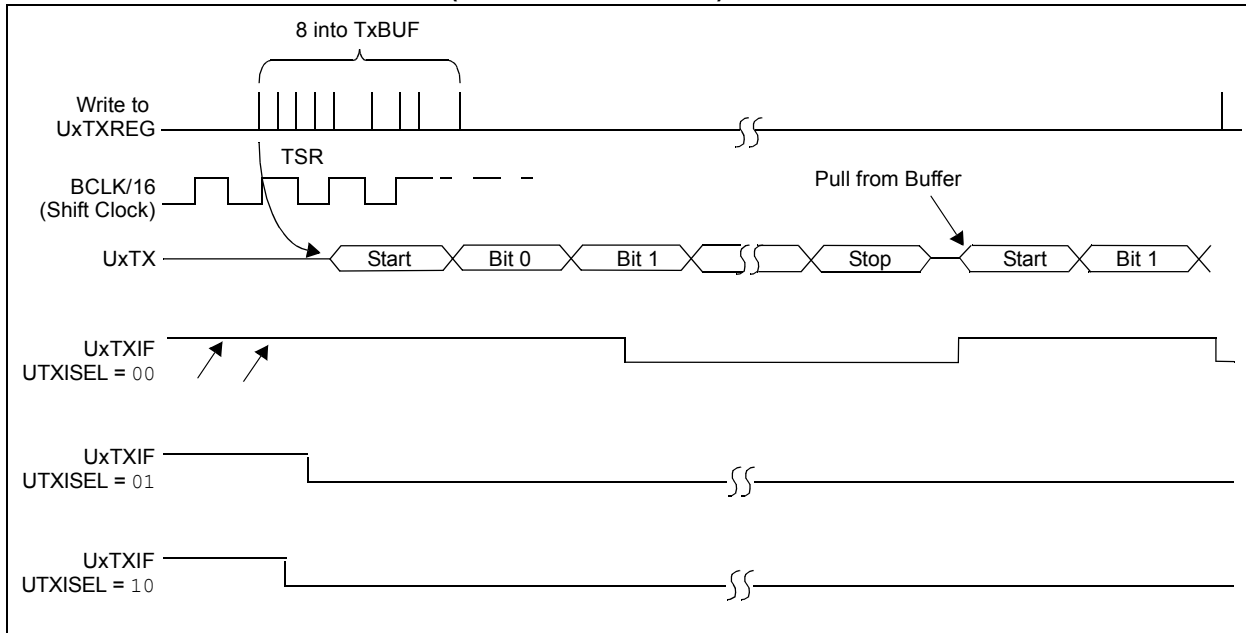 8 into TxBUF
Write to
UxTXREG
TSR
BCLK/16
(Shift Clock)
Pull from Buffer
UxTX
Start
Bit 0
Bit 1
Stop
Start
Bit 1
UxTXIF
UTXISEL = 00
UxTXIF
UTXISEL = 01
UxTXIF
UTXISEL = 10